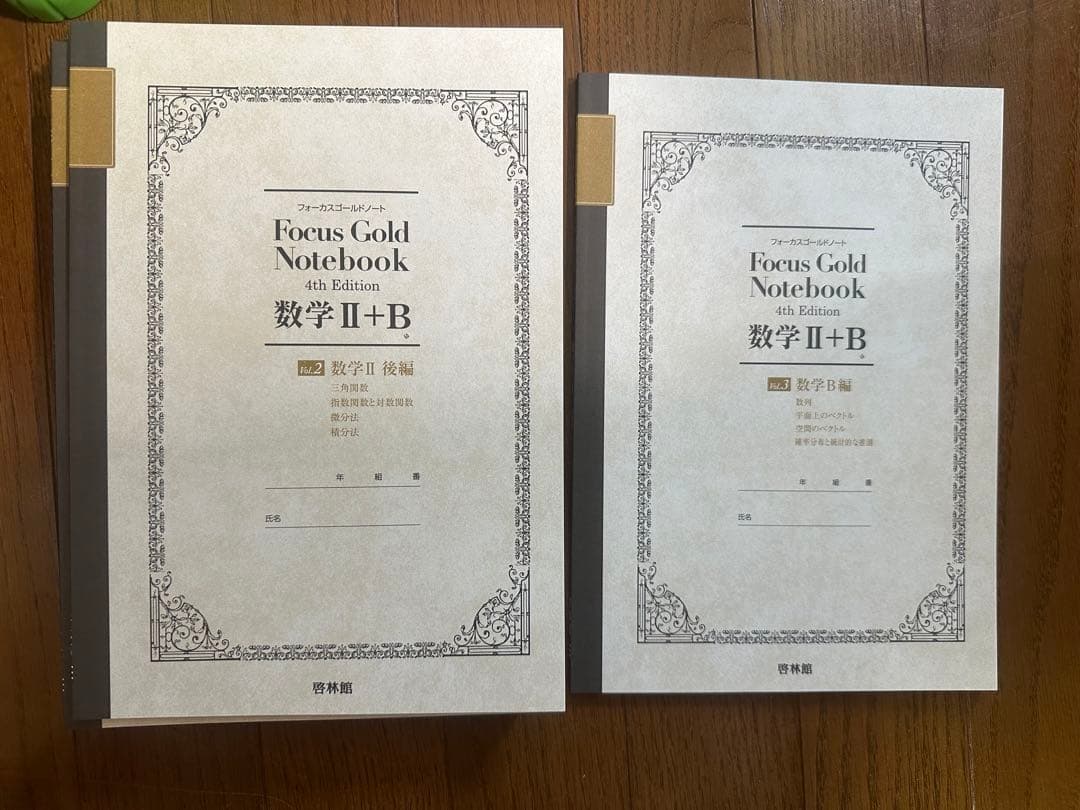 フォーカスゴールドノート
Focus Gold
Notebook
4th Edition
数学Ⅱ+B
Vol.2 数学Ⅱ 後編
三角関数
指数関数と対数関数
微分法
積分法
年 組 番
氏名
啓林館
フォーカスゴールドノート
Focus Gold
Notebook
4th Edition
数学Ⅱ+B
Vol.3 数学B編
数列
平面上のベクトル
空間のベクトル
確率分布と統計的な推測
年 組 番
氏名
啓林館